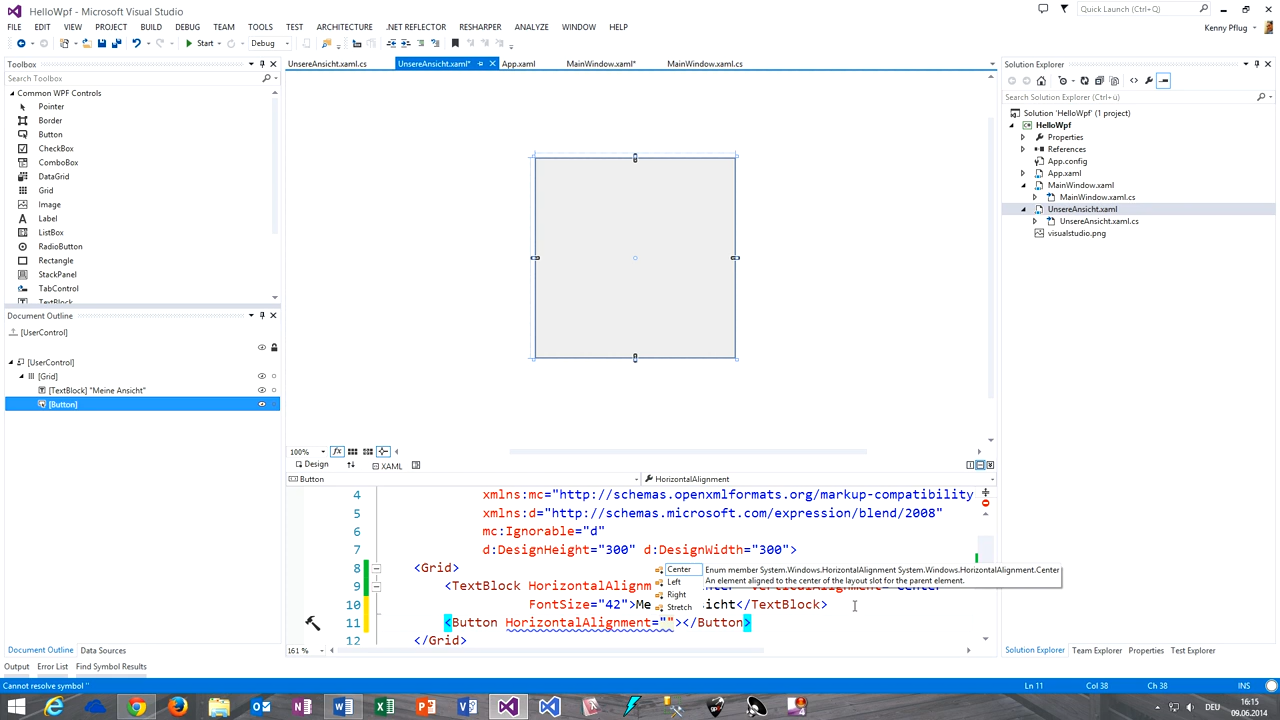 HelloWpf - Microsoft Visual Studio
Quick Launch (Ctrl+Q)
FILE EDIT VIEW PROJECT BUILD DEBUG TEAM TOOLS TEST ARCHITECTURE .NET REFLECTOR RESHARPER ANALYZE WINDOW HELP
Kenny Pflug
Start Debug
Toolbox
UnsereAnsicht.xaml.cs UnsereAnsicht.xaml* App.xaml MainWindow.xaml* MainWindow.xaml.cs
Solution Explorer
Search Toolbox
Common WPF Controls
Pointer
Border
Button
CheckBox
ComboBox
DataGrid
Grid
Image
Label
ListBox
RadioButton
Rectangle
StackPanel
TabControl
TextBlock
Search Solution Explorer (Ctrl+ü)
Solution 'HelloWpf' (1 project)
HelloWpf
Properties
References
App.config
App.xaml
MainWindow.xaml
MainWindow.xaml.cs
UnsereAnsicht.xaml
UnsereAnsicht.xaml.cs
visualstudio.png
Document Outline
[UserControl]
[UserControl]
[Grid]
[TextBlock] "Meine Ansicht"
[Button]
100%
Design XAML
Button HorizontalAlignment
4 xmlns:mc="http://schemas.openxmlformats.org/markup-compatibility
5 xmlns:d="http://schemas.microsoft.com/expression/blend/2008"
6 mc:Ignorable="d"
7 d:DesignHeight="300" d:DesignWidth="300">
8 <Grid>
9 <TextBlock HorizontalAlignm
10 FontSize="42">Me icht</TextBlock>
11 <Button HorizontalAlignment=""></Button>
12 </Grid>
Center
Left
Right
Stretch
Enum member System.Windows.HorizontalAlignment System.Windows.HorizontalAlignment.Center
An element aligned to the center of the layout slot for the parent element.
161 %
Document Outline Data Sources
Solution Explorer Team Explorer Properties Test Explorer
Output Error List Find Symbol Results
Cannot resolve symbol ''
Ln 11 Col 38 Ch 38 INS
DEU
16:15
09.06.2014